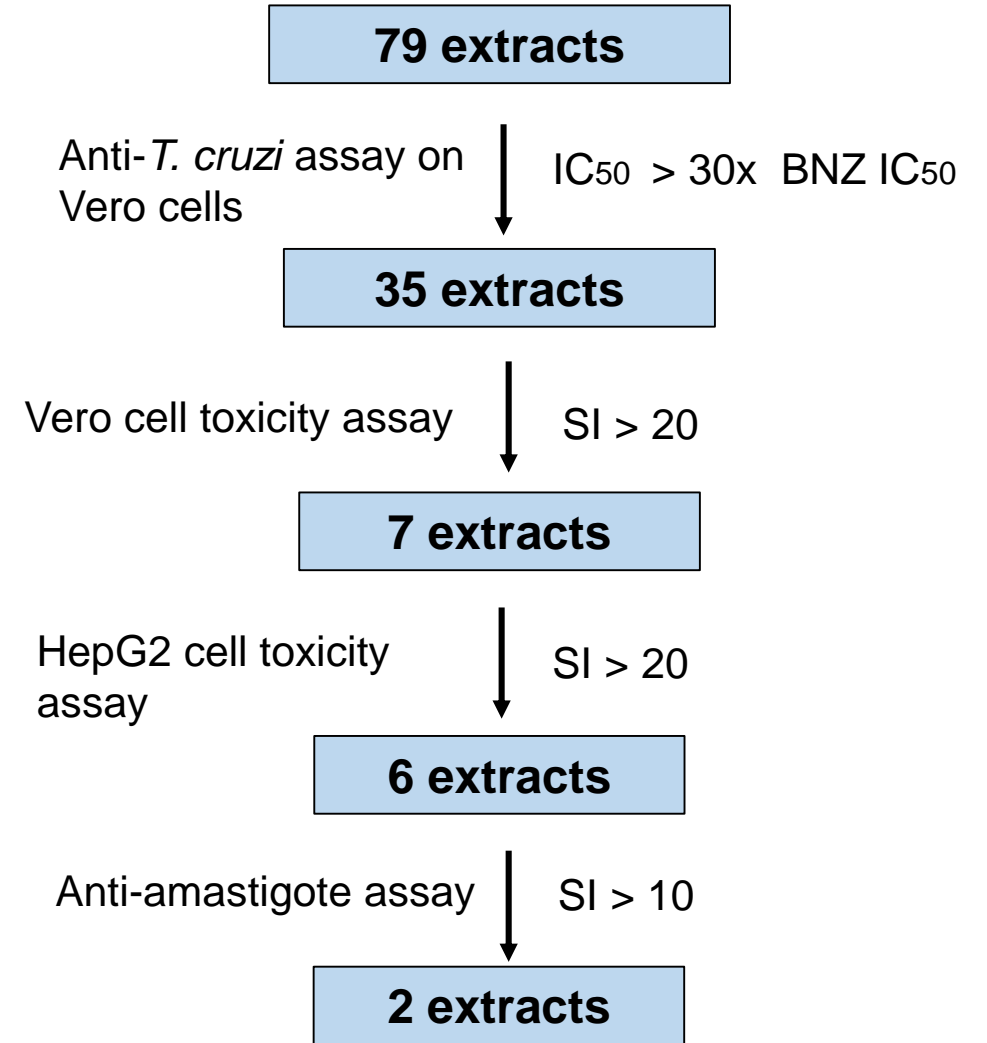 79 extracts
Anti-T. cruzi assay on
Vero cells
IC50 > 30x BNZ IC50
35 extracts
Vero cell toxicity assay
SI > 20
7 extracts
HepG2 cell toxicity
assay
SI > 20
6 extracts
Anti-amastigote assay
SI > 10
2 extracts